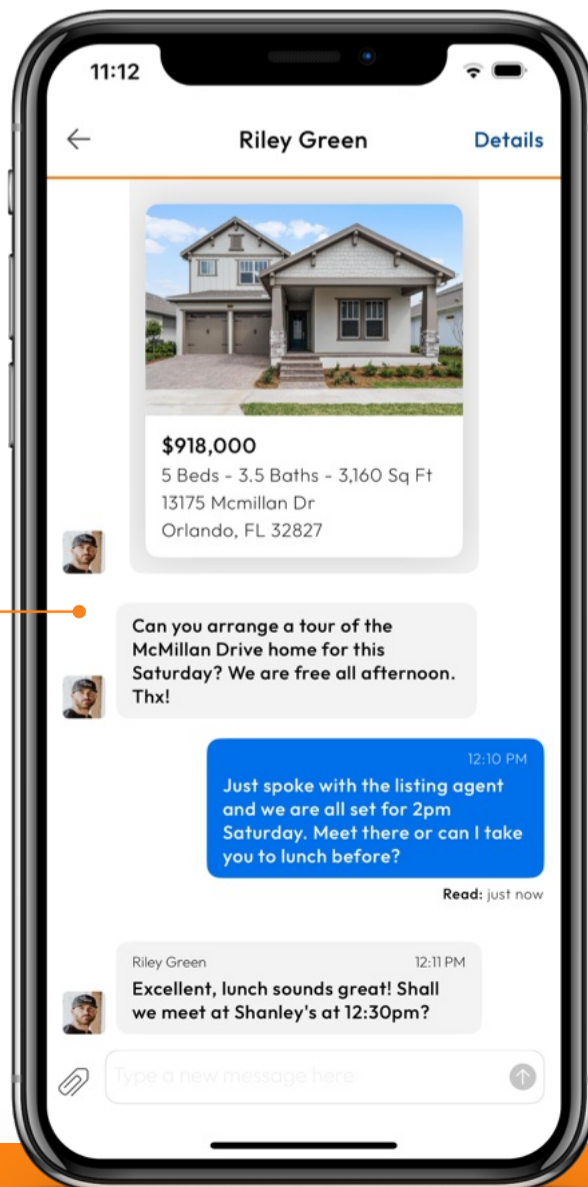 11:12
Riley Green
Details
$918,000
5 Beds - 3.5 Baths - 3,160 Sq Ft
13175 Mcmillan Dr
Orlando, FL 32827
Can you arrange a tour of the
McMillan Drive home for this
Saturday? We are free all afternoon.
Thx!
12:10 PM
Just spoke with the listing agent
and we are all set for 2pm
Saturday. Meet there or can I take
you to lunch before?
Read: just now
Riley Green 12:11 PM
Excellent, lunch sounds great! Shall
we meet at Shanley's at 12:30pm?
Type a new message here